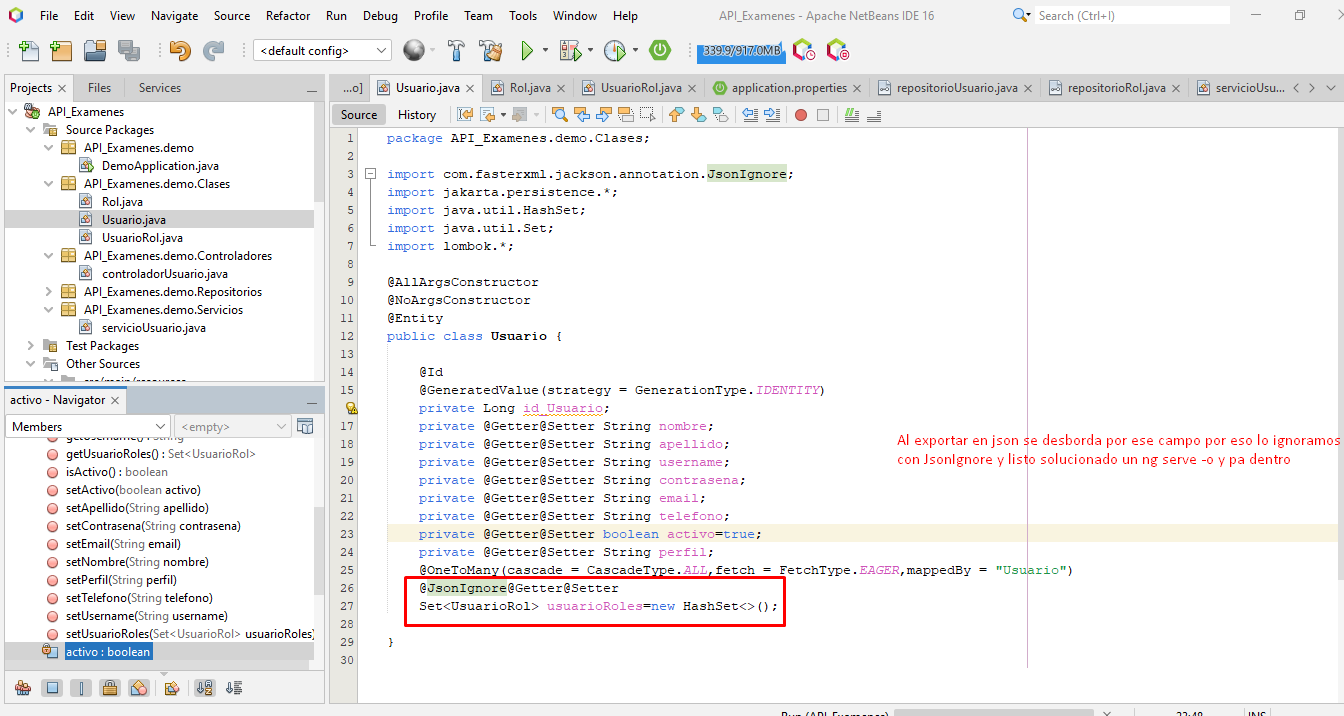 File Edit View Navigate Source Refactor Run Debug Profile Team Tools Window Help API_Examenes - Apache NetBeans IDE 16 Search (Ctrl+I)
<default config> 339.9/917.0MB
Projects Files Services
...o] Usuario.java Rol.java UsuarioRol.java application.properties repositorioUsuario.java repositorioRol.java servicioUsu...
Source History
API_Examenes
Source Packages
API_Examenes.demo
DemoApplication.java
API_Examenes.demo.Clases
Rol.java
Usuario.java
UsuarioRol.java
API_Examenes.demo.Controladores
controladorUsuario.java
API_Examenes.demo.Repositorios
API_Examenes.demo.Servicios
servicioUsuario.java
Test Packages
Other Sources
src/main/resources
activo - Navigator
Members <empty>
getUsername() : String
getUsuarioRoles() : Set<UsuarioRol>
isActivo() : boolean
setActivo(boolean activo)
setApellido(String apellido)
setContrasena(String contrasena)
setEmail(String email)
setNombre(String nombre)
setPerfil(String perfil)
setTelefono(String telefono)
setUsername(String username)
setUsuarioRoles(Set<UsuarioRol> usuarioRoles)
activo : boolean
1 package API_Examenes.demo.Clases;
2
3 import com.fasterxml.jackson.annotation.JsonIgnore;
4 import jakarta.persistence.*;
5 import java.util.HashSet;
6 import java.util.Set;
7 import lombok.*;
8
9 @AllArgsConstructor
10 @NoArgsConstructor
11 @Entity
12 public class Usuario {
13
14 @Id
15 @GeneratedValue(strategy = GenerationType.IDENTITY)
private Long id_Usuario;
17 private @Getter@Setter String nombre;
18 private @Getter@Setter String apellido;
19 private @Getter@Setter String username;
20 private @Getter@Setter String contrasena;
21 private @Getter@Setter String email;
22 private @Getter@Setter String telefono;
23 private @Getter@Setter boolean activo=true;
24 private @Getter@Setter String perfil;
25 @OneToMany(cascade = CascadeType.ALL,fetch = FetchType.EAGER,mappedBy = "Usuario")
26 @JsonIgnore@Getter@Setter
27 Set<UsuarioRol> usuarioRoles=new HashSet<>();
28
29 }
30
Al exportar en json se desborda por ese campo por eso lo ignoramos
con JsonIgnore y listo solucionado un ng serve -o y pa dentro
Run (API_Examenes) 23:48 INS